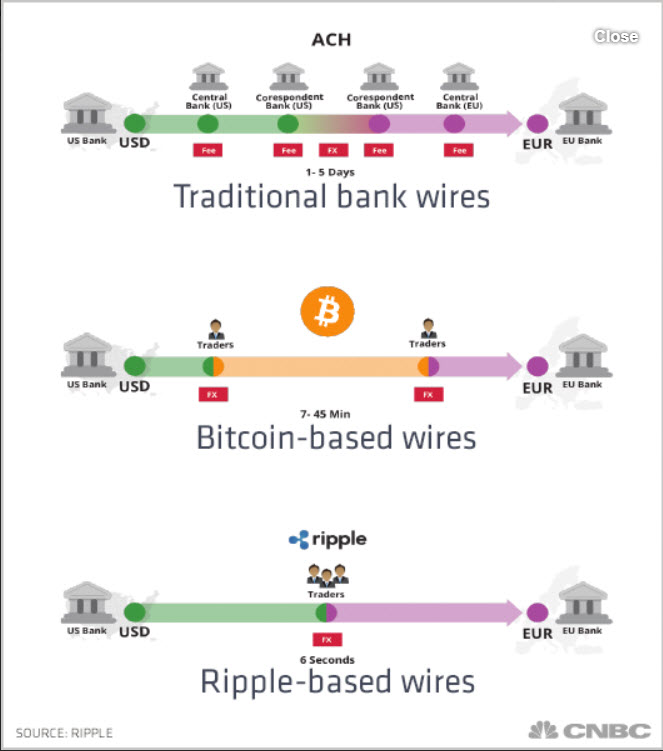 Close
ACH
Central Bank (US)
Corespondent Bank (US)
Corespondent Bank (US)
Central Bank (EU)
US Bank
USD
EUR
EU Bank
Fee
Fee
FX
Fee
Fee
1- 5 Days
Traditional bank wires
Traders
Traders
US Bank
USD
EUR
EU Bank
FX
FX
7- 45 Min
Bitcoin-based wires
ripple
Traders
US Bank
USD
EUR
EU Bank
FX
6 Seconds
Ripple-based wires
SOURCE: RIPPLE
CNBC